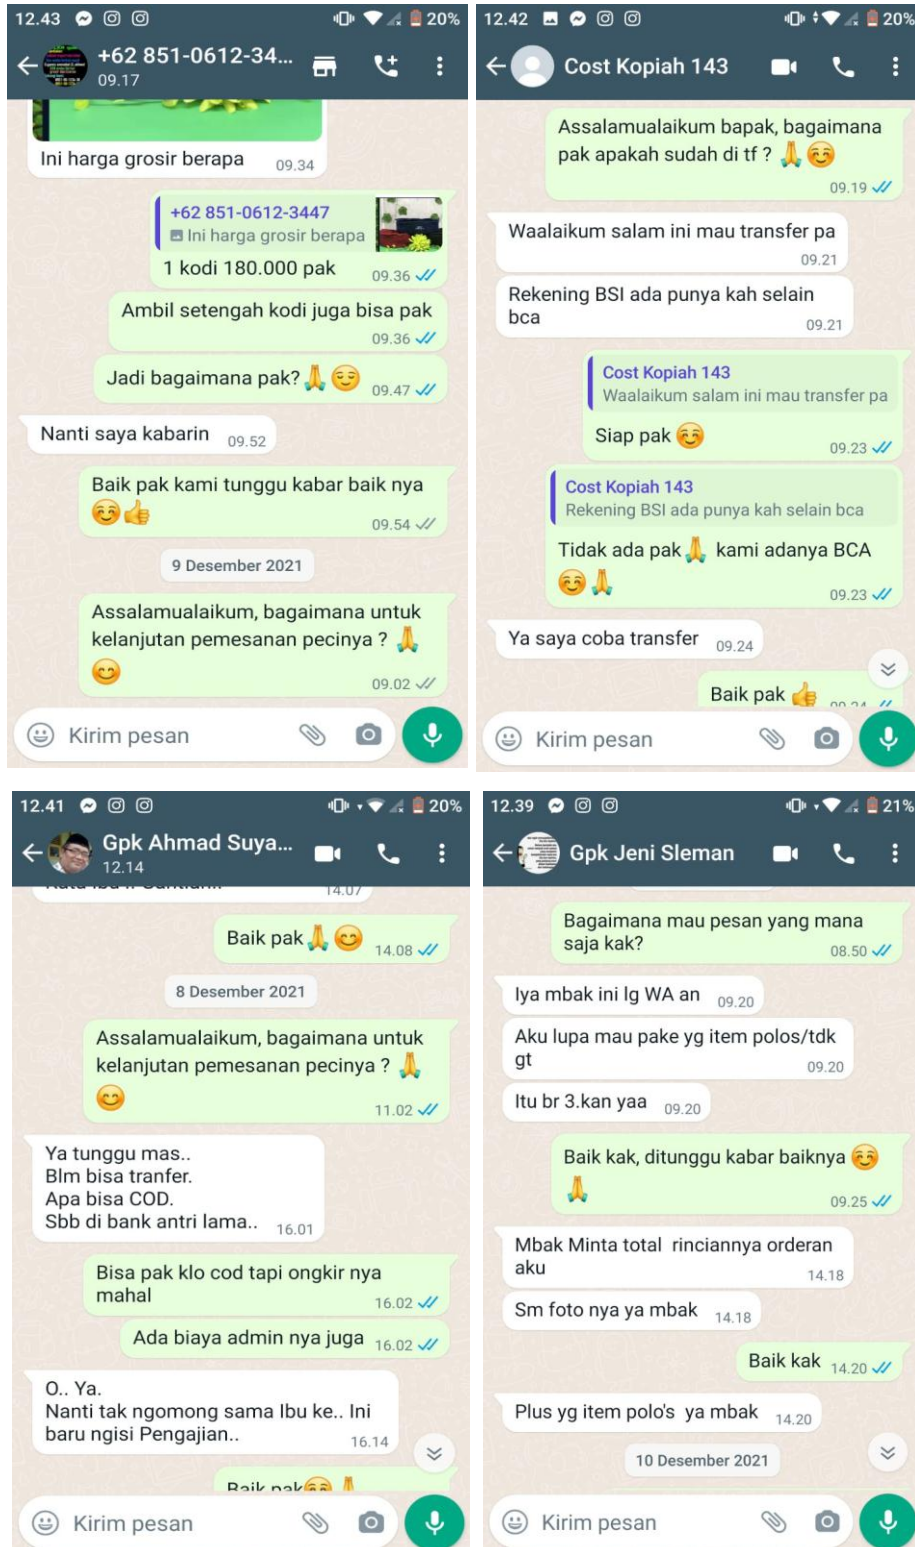 12.43
20%
+62 851-0612-34...
09.17
Ini harga grosir berapa 09.34
+62 851-0612-3447
Ini harga grosir berapa
1 kodi 180.000 pak 09.36
Ambil setengah kodi juga bisa pak
09.36
Jadi bagaimana pak?🙏😌 09.47
Nanti saya kabarin 09.52
Baik pak kami tunggu kabar baik nya
☺️👍 09.54
9 Desember 2021
Assalamualaikum, bagaimana untuk
kelanjutan pemesanan pecinya ? 🙏
😊 09.02
Kirim pesan
12.42
20%
Cost Kopiah 143
Assalamualaikum bapak, bagaimana
pak apakah sudah di tf ? 🙏☺️
09.19
Waalaikum salam ini mau transfer pa
09.21
Rekening BSI ada punya kah selain
bca 09.21
Cost Kopiah 143
Waalaikum salam ini mau transfer pa
Siap pak☺️ 09.23
Cost Kopiah 143
Rekening BSI ada punya kah selain bca
Tidak ada pak🙏 kami adanya BCA
☺️🙏 09.23
Ya saya coba transfer 09.24
Baik pak👍 09.24
Kirim pesan
12.41
20%
Gpk Ahmad Suya...
12.14
14.07
Baik pak🙏😊 14.08
8 Desember 2021
Assalamualaikum, bagaimana untuk
kelanjutan pemesanan pecinya ? 🙏
😊 11.02
Ya tunggu mas..
Blm bisa tranfer.
Apa bisa COD.
Sbb di bank antri lama.. 16.01
Bisa pak klo cod tapi ongkir nya
mahal 16.02
Ada biaya admin nya juga 16.02
O.. Ya.
Nanti tak ngomong sama Ibu ke.. Ini
baru ngisi Pengajian.. 16.14
Baik pak☺️🙏
Kirim pesan
12.39
21%
Gpk Jeni Sleman
Bagaimana mau pesan yang mana
saja kak? 08.50
Iya mbak ini lg WA an 09.20
Aku lupa mau pake yg item polos/tdk
gt 09.20
Itu br 3.kan yaa 09.20
Baik kak, ditunggu kabar baiknya☺️
🙏 09.25
Mbak Minta total rinciannya orderan
aku 14.18
Sm foto nya ya mbak 14.18
Baik kak 14.20
Plus yg item polo's ya mbak 14.20
10 Desember 2021
Kirim pesan